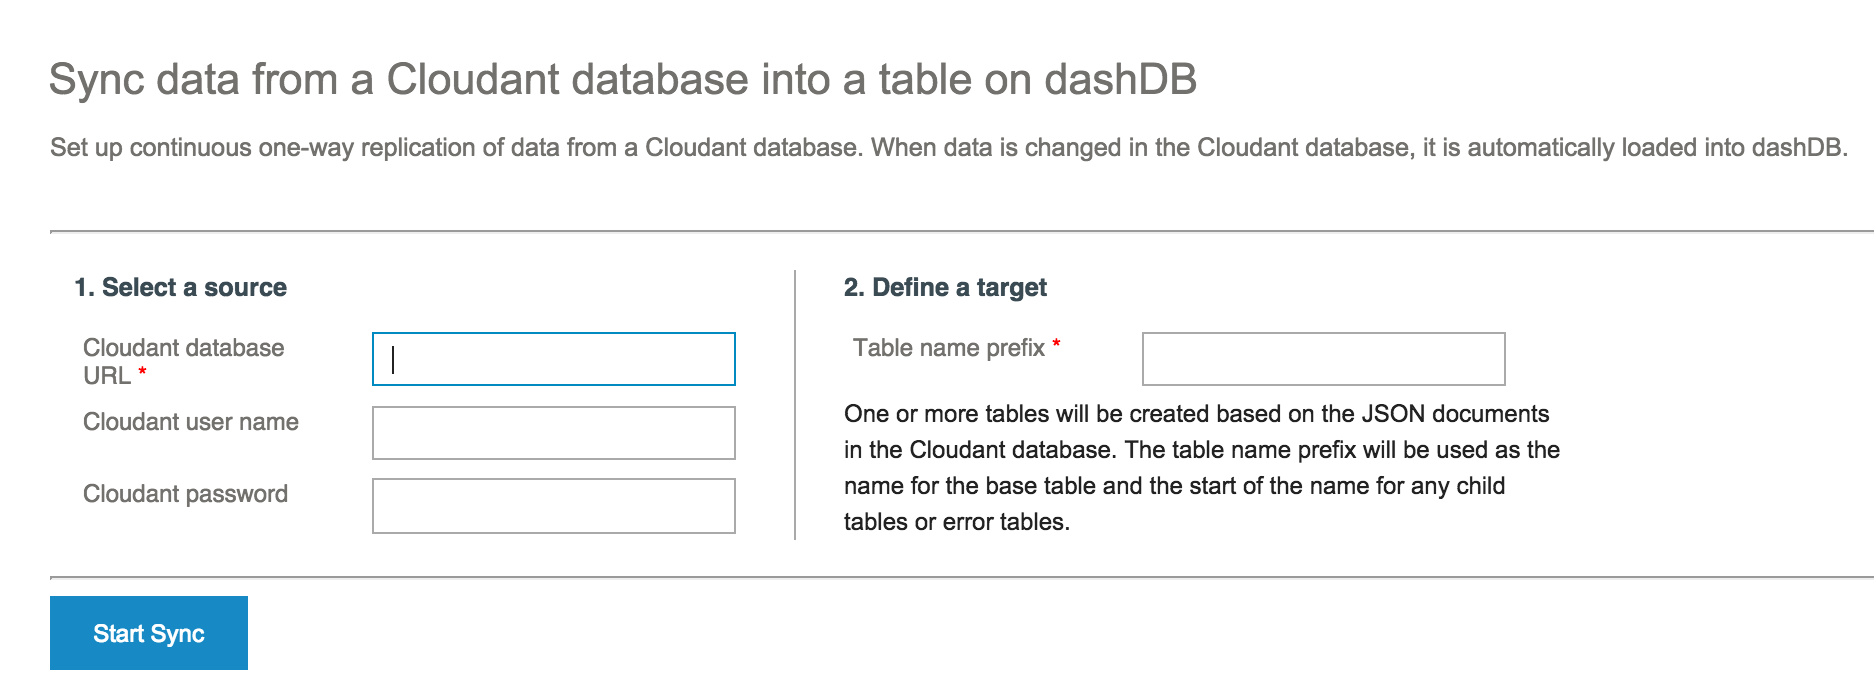 Sync data from a Cloudant database into a table on dashDB
Set up continuous one-way replication of data from a Cloudant database. When data is changed in the Cloudant database, it is automatically loaded into dashDB.
1. Select a source
Cloudant database
URL *
Cloudant user name
Cloudant password
2. Define a target
Table name prefix *
One or more tables will be created based on the JSON documents
in the Cloudant database. The table name prefix will be used as the
name for the base table and the start of the name for any child
tables or error tables.
Start Sync